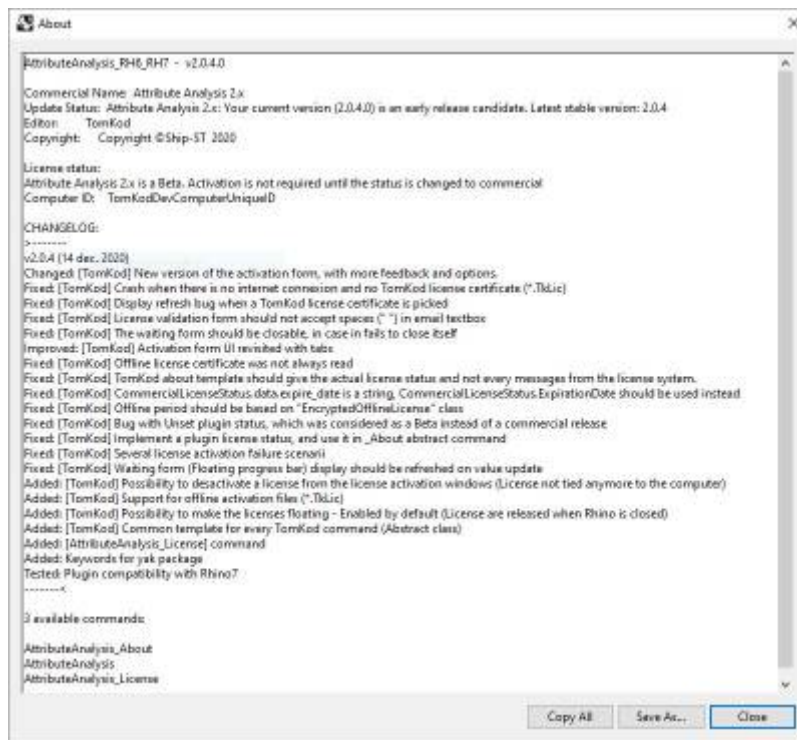 About
AttributeAnalysis_RH6_RH7 - v2.0.4.0
Commercial Name: Attribute Analysis 2.x
Update Status: Attribute Analysis 2.x: Your current version (2.0.4.0) is an early release candidate. Latest stable version: 2.0.4
Editor: TomKod
Copyright: Copyright ©Ship-ST 2020
License status:
Attribute Analysis 2.x is a Beta. Activation is not required until the status is changed to commercial
Computer ID: TomKodDevComputerUniqueID
CHANGELOG:
>-------
v2.0.4 (14 dec. 2020)
Changed: [TomKod] New version of the activation form, with more feedback and options.
Fixed: [TomKod] Crash when there is no internet connexion and no TomKod license certificate (*.TkLic)
Fixed: [TomKod] Display refresh bug when a TomKod license certificate is picked
Fixed: [TomKod] License validation form should not accept spaces (" ") in email textbox
Fixed: [TomKod] The waiting form should be closable, in case in fails to close itself
Improved: [TomKod] Activation form UI revisited with tabs
Fixed: [TomKod] Offline license certificate was not always read
Fixed: [TomKod] TomKod about template should give the actual license status and not every messages from the license system.
Fixed: [TomKod] CommercialLicenseStatus.data.expire_date is a string, CommercialLicenseStatus.ExpirationDate should be used instead
Fixed: [TomKod] Offline period should be based on "EncryptedOfflineLicense" class
Fixed: [TomKod] Bug with Unset plugin status, which was considered as a Beta instead of a commercial release
Fixed: [TomKod] Implement a plugin license status, and use it in _About abstract command
Fixed: [TomKod] Several license activation failure scenarii
Fixed: [TomKod] Waiting form (Floating progress bar) display should be refreshed on value update
Added: [TomKod] Possibility to desactivate a license from the license activation windows (License not tied anymore to the computer)
Added: [TomKod] Support for offline activation files (*.TkLic)
Added: [TomKod] Possibility to make the licenses floating - Enabled by default (License are released when Rhino is closed)
Added: [TomKod] Common template for every TomKod command (Abstract class)
Added: [AttributeAnalysis_License] command
Added: Keywords for yak package
Tested: Plugin compatibility with Rhino7
-------<
3 available commands:
AttributeAnalysis_About
AttributeAnalysis
AttributeAnalysis_License
Copy All Save As... Close